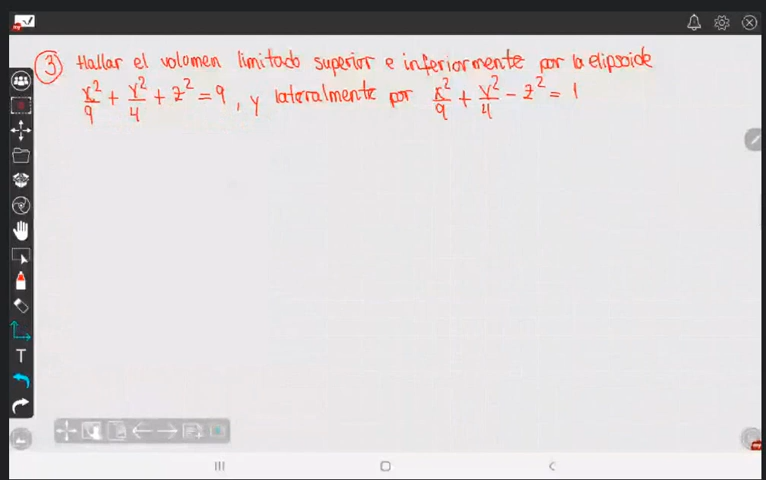 ③ Hallar el volumen limitado superior e inferiormente por la elipsoide
x²/9 + y²/4 + z² = 9, y lateralmente por x²/9 + y²/4 - z² = 1
T